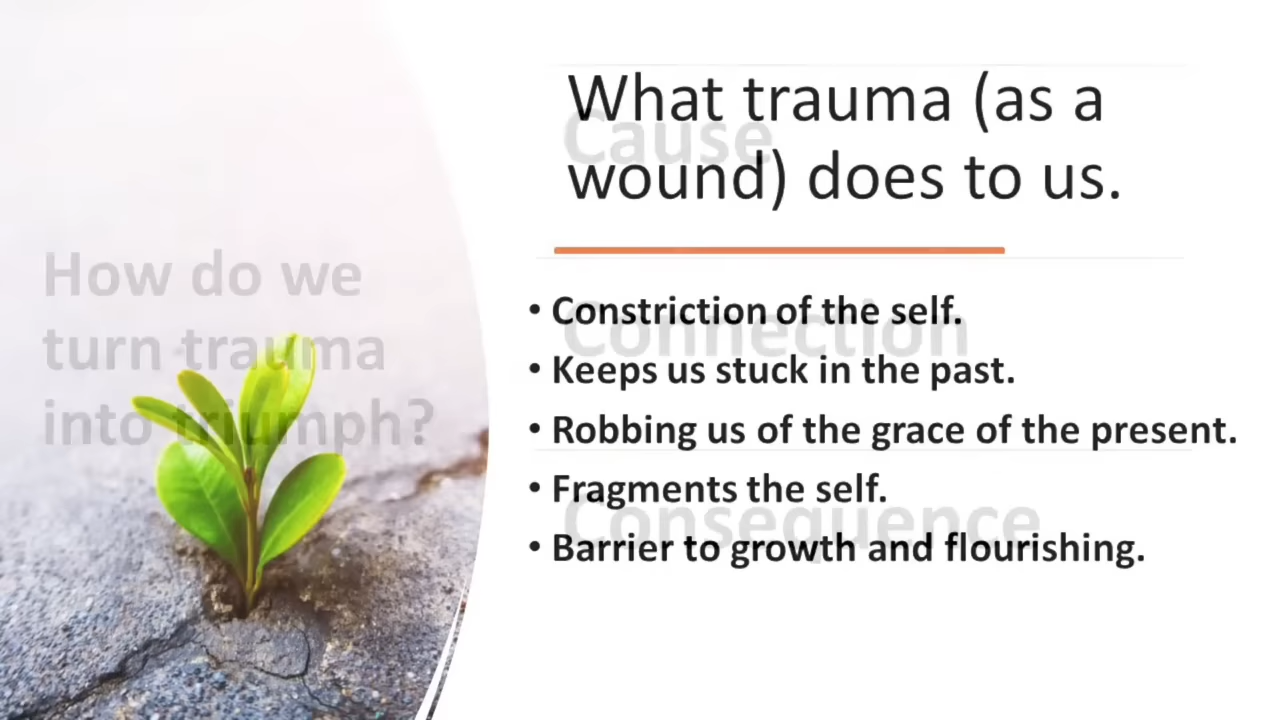 What trauma (as a
wound) does to us.
• Constriction of the self.
• Keeps us stuck in the past.
• Robbing us of the grace of the present.
• Fragments the self.
• Barrier to growth and flourishing.
How do we
turn trauma
into triumph?
Cause
Connection
Consequence